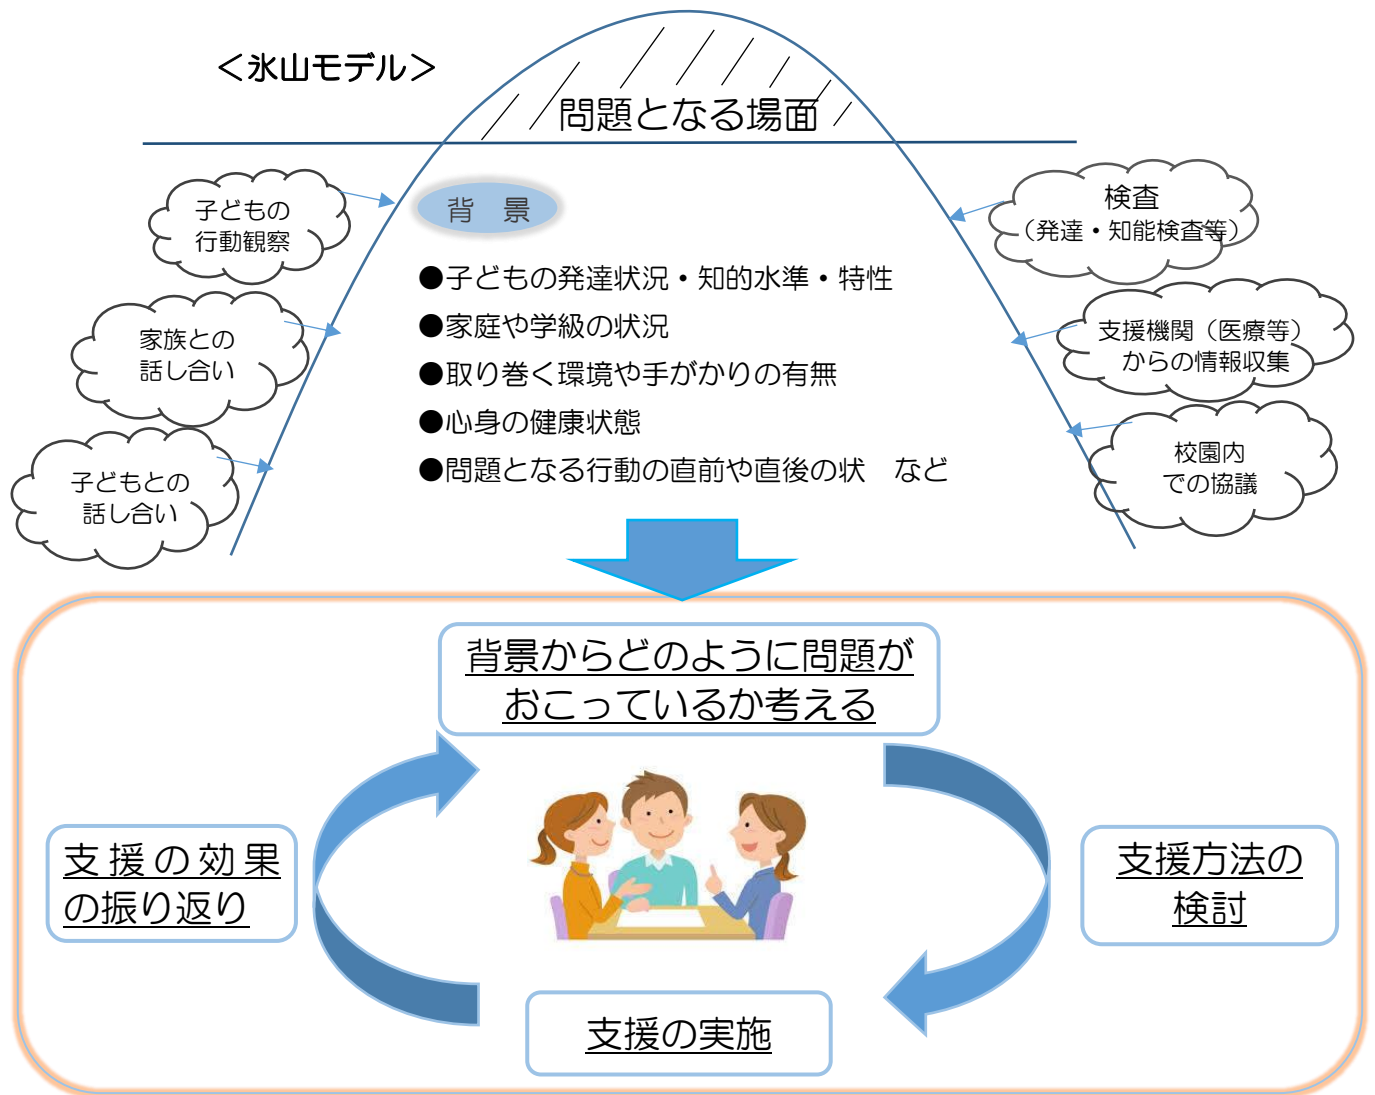 ＜氷山モデル＞
問題となる場面
背　景
●子どもの発達状況・知的水準・特性
●家庭や学級の状況
●取り巻く環境や手がかりの有無
●心身の健康状態
●問題となる行動の直前や直後の状　など
子どもの
行動観察
家族との
話し合い
子どもとの
話し合い
検査
（発達・知能検査等）
支援機関（医療等）
からの情報収集
校園内
での協議
背景からどのように問題が
おこっているか考える
支援方法の
検討
支援の実施
支援の効果
の振り返り